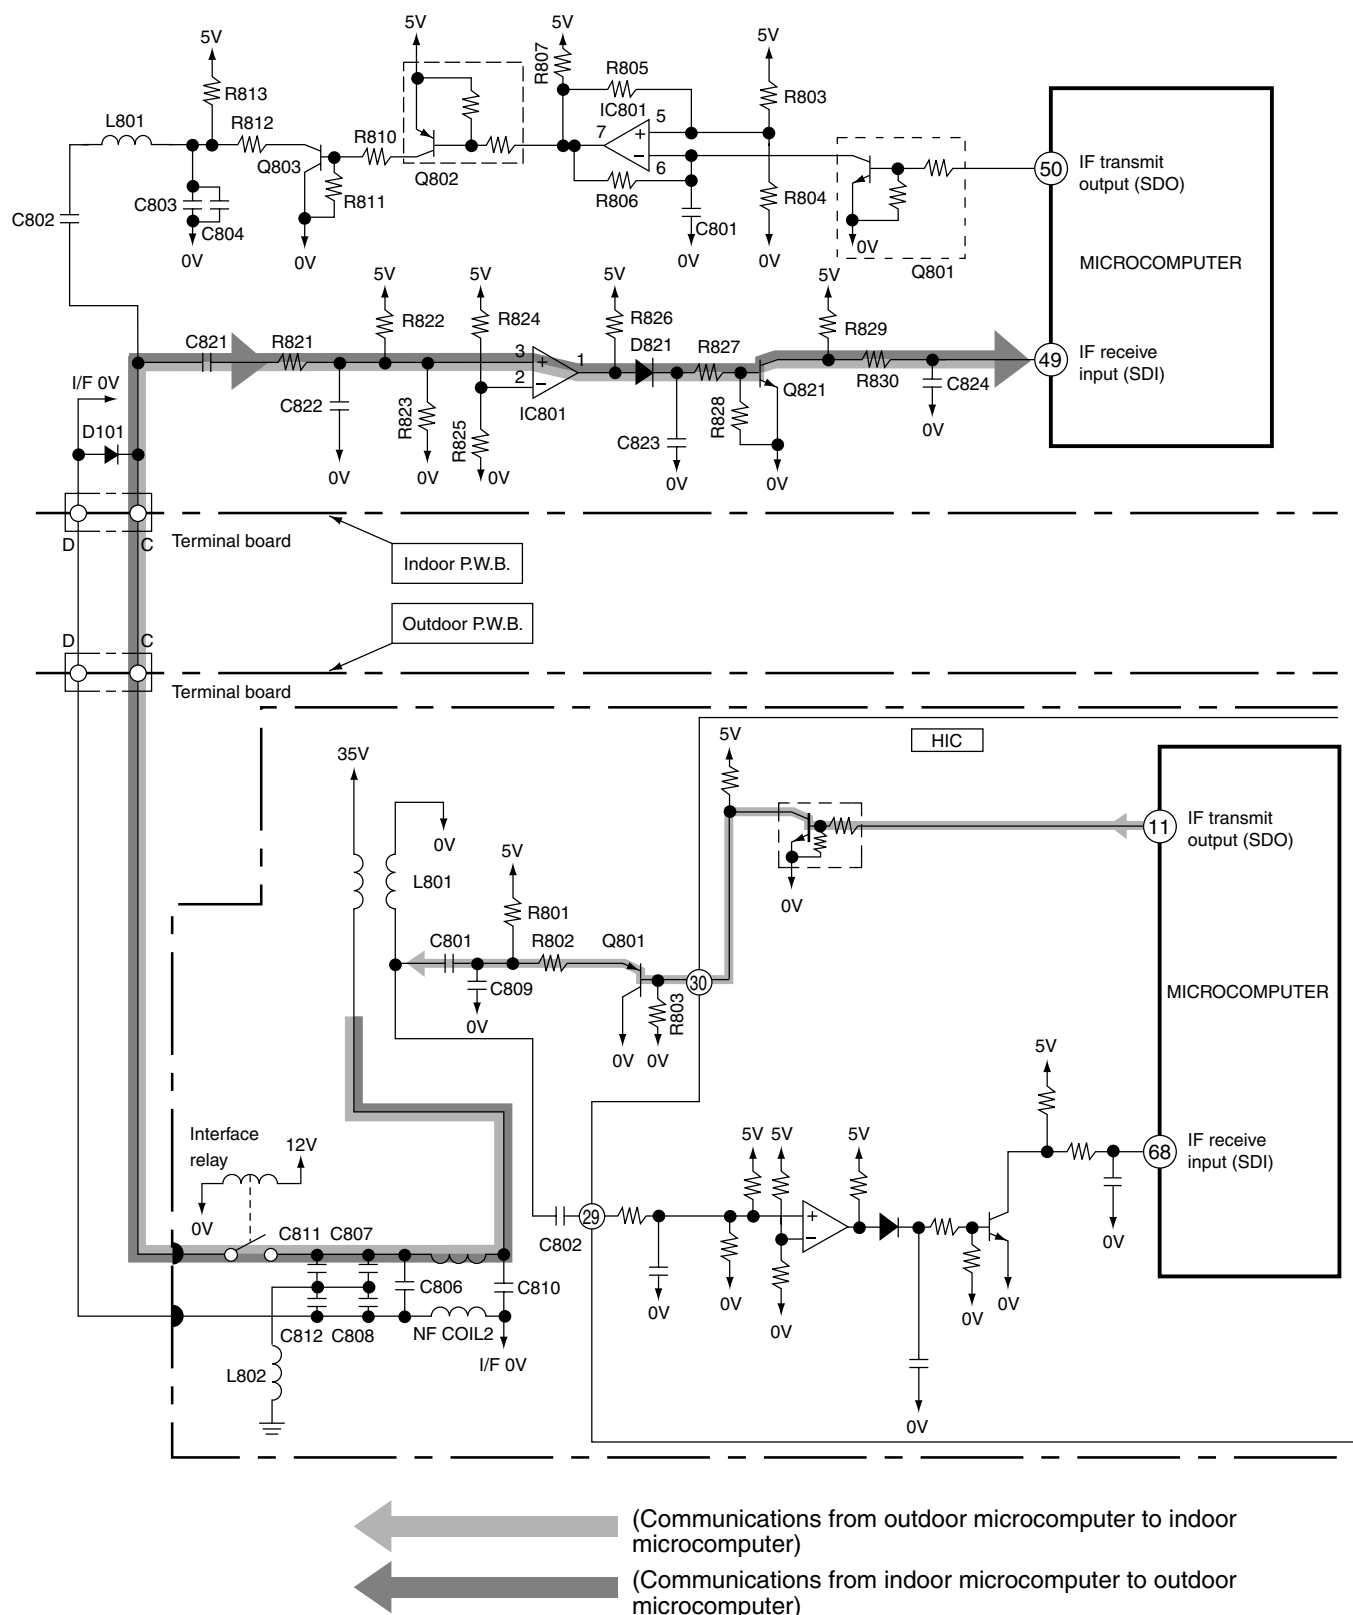 5V
5V
5V
5V
R813
R807
R805
R803
L801
R812
R810
IC801
7
5
6
Q803
Q802
R811
R806
R804
C803
C804
C801
C802
0V
0V
0V
0V
0V
Q801
50
IF transmit
output (SDO)
MICROCOMPUTER
5V
5V
5V
5V
R822
R824
R826
R829
C821
R821
3
2
1
D821
R827
R830
49
IF receive
input (SDI)
I/F 0V
C822
R823
R825
IC801
C823
R828
Q821
C824
D101
0V
0V
0V
0V
0V
0V
D
C
Terminal board
Indoor P.W.B.
Outdoor P.W.B.
D
C
Terminal board
HIC
5V
35V
0V
11
IF transmit
output (SDO)
L801
5V
0V
R801
C801
R802
Q801
30
C809
R803
0V
0V
0V
MICROCOMPUTER
5V
Interface
relay
12V
0V
5V
5V
5V
68
IF receive
input (SDI)
29
C802
C811
C807
C806
C810
C812
C808
NF COIL2
I/F 0V
L802
0V
0V
0V
0V
0V
0V
0V
(Communications from outdoor microcomputer to indoor
microcomputer)
(Communications from indoor microcomputer to outdoor
microcomputer)